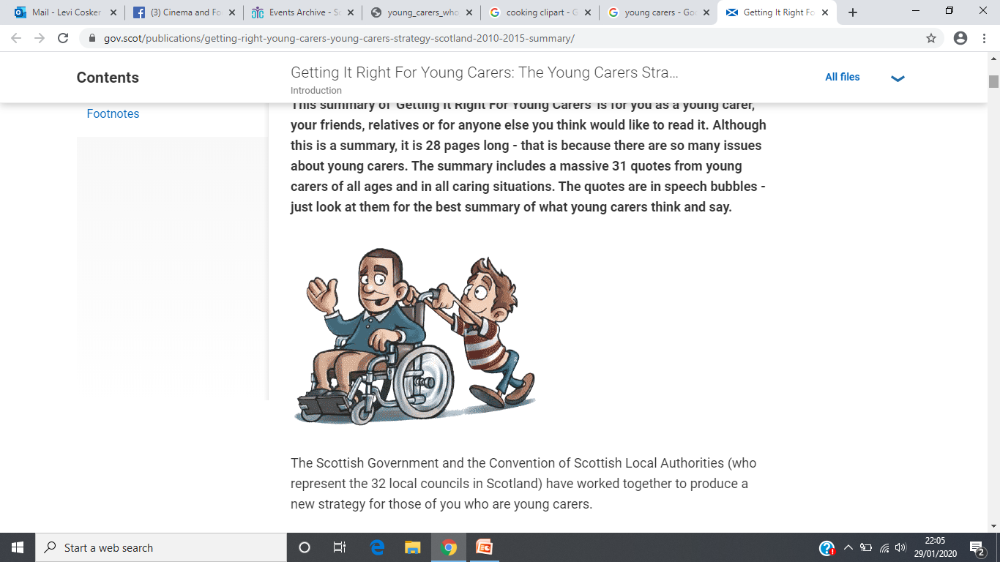 Mail - Levi Cosker
(3) Cinema and Fo
Events Archive - Sc
young_carers_who
cooking clipart - G
young carers - Goo
Getting It Right Fo
gov.scot/publications/getting-right-young-carers-young-carers-strategy-scotland-2010-2015-summary/
Contents
Getting It Right For Young Carers: The Young Carers Stra...
Introduction
All files
Footnotes
This summary of 'Getting It Right For Young Carers' is for you as a young carer,
your friends, relatives or for anyone else you think would like to read it. Although
this is a summary, it is 28 pages long - that is because there are so many issues
about young carers. The summary includes a massive 31 quotes from young
carers of all ages and in all caring situations. The quotes are in speech bubbles -
just look at them for the best summary of what young carers think and say.
The Scottish Government and the Convention of Scottish Local Authorities (who
represent the 32 local councils in Scotland) have worked together to produce a
new strategy for those of you who are young carers.
Start a web search
22:05
29/01/2020
2